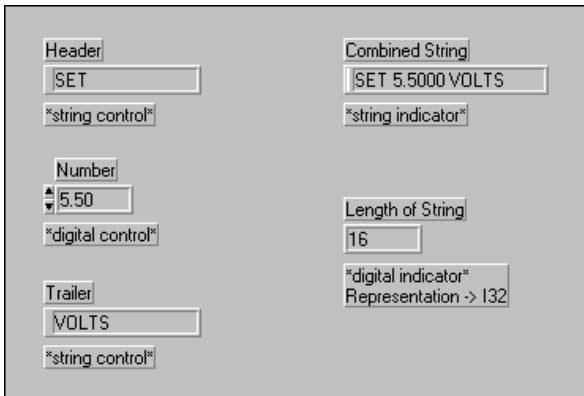 Header
SET
*string control*
Number
5.50
*digital control*
Trailer
VOLTS
*string control*
Combined String
SET 5.5000 VOLTS
*string indicator*
Length of String
16
*digital indicator*
Representation -> I32